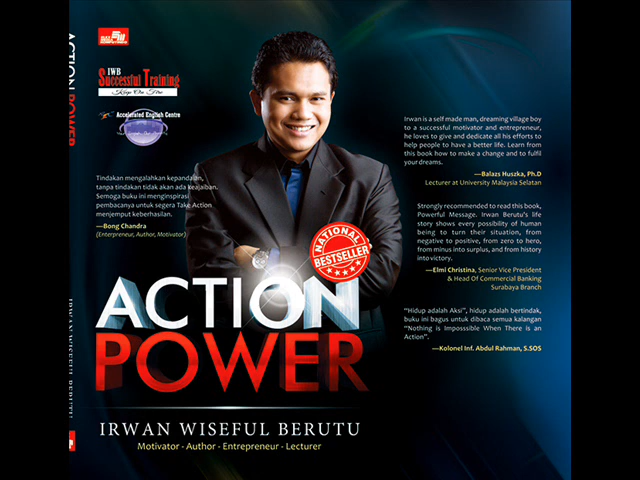 ACTION POWER
IRWAN WISEFUL BERUTU
IWB
Successful Training
Keep On Fire
Accelerated English Centre
Tindakan mengalahkan kepandaian,
tanpa tindakan tidak akan ada keajaiban.
Semoga buku ini menginspirasi
pembacanya untuk segera Take Action
menjemput keberhasilan.
—Bong Chandra
(Enterpreneur, Author, Motivator)
NATIONAL
BESTSELLER
ACTION
POWER
IRWAN WISEFUL BERUTU
Motivator - Author - Entrepreneur - Lecturer
Irwan is a self made man, dreaming village boy
to a successful motivator and entrepreneur,
he loves to give and dedicate all his efforts to
help people to have a better life. Learn from
this book how to make a change and to fulfil
your dreams.
—Balazs Huszka, Ph.D
Lecturer at University Malaysia Selatan
Strongly recommended to read this book,
Powerful Message. Irwan Berutu's life
story shows every possibility of human
being to turn their situation, from
negative to positive, from zero to hero,
from minus into surplus, and from history
into victory.
—Elmi Christina, Senior Vice President
& Head Of Commercial Banking
Surabaya Branch
“Hidup adalah Aksi”, hidup adalah bertindak,
buku ini bagus untuk dibaca semua kalangan
“Nothing is Imposssible When There is an
Action”.
—Kolonel Inf. Abdul Rahman, S.SOS